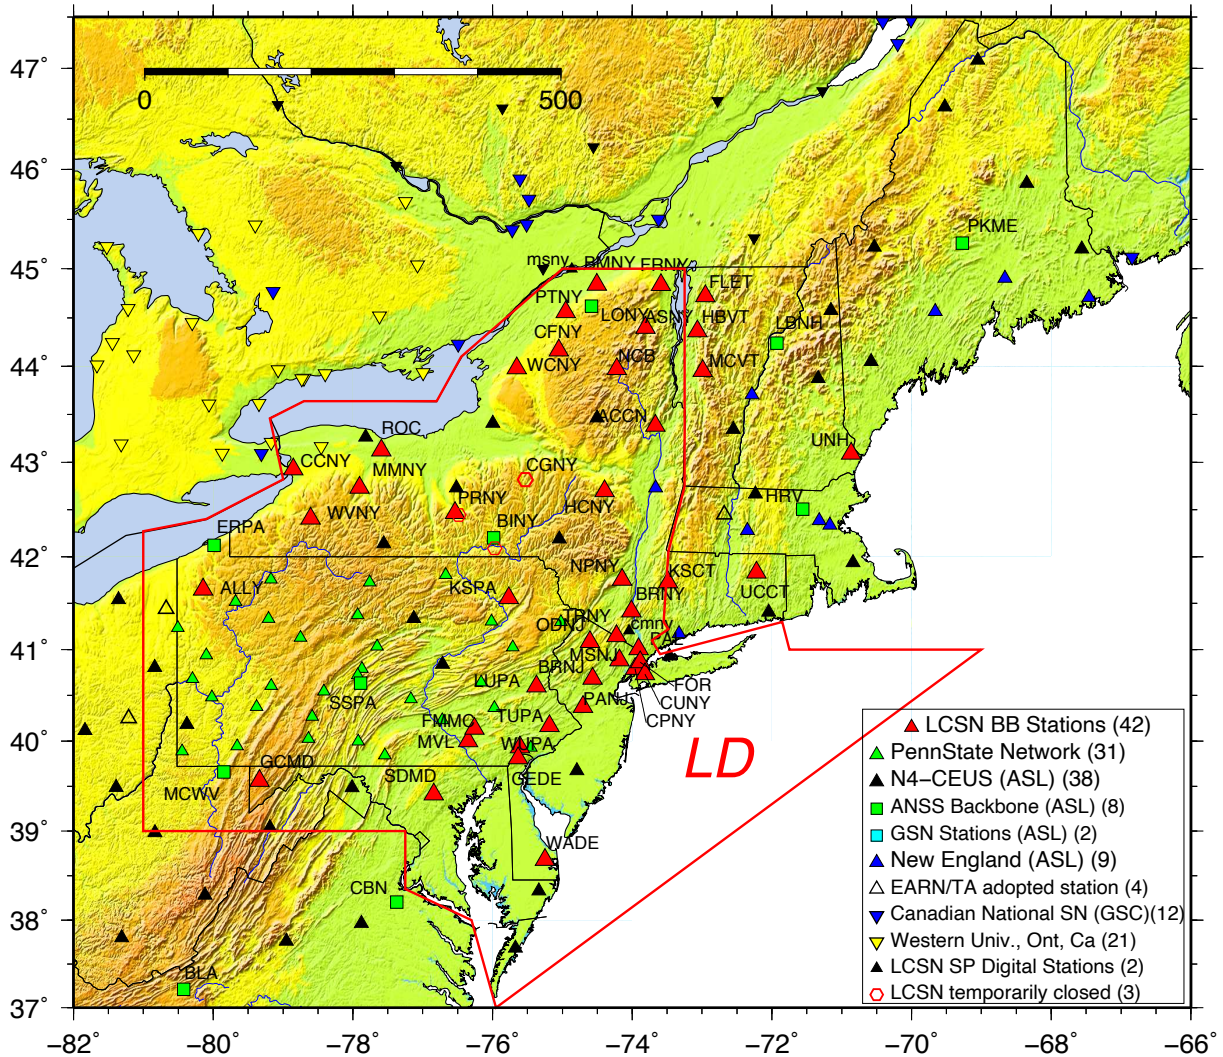 47°
46°
45°
44°
43°
42°
41°
40°
39°
38°
37°
0
500
PKME
msny
BMNY
ERNY
FLET
PTNY
LONY
ASNY
HBVT
LBNH
CFNY
WCNY
NCB
MCVT
ACCN
ROC
UNH
CCNY
MMNY
CGNY
PRNY
HCNY
HRV
WVNY
BINY
ERPA
NPNY
KSCT
ALLY
KSPA
BRNY
UCCT
TRNY
cmny
ODNJ
PAL
MSNJ
BRNJ
LUPA
FOR
SSPA
PANJ
CUNY
CPNY
FMMC
TUPA
MVL
WUPA
LD
GCMD
SDMD
GEDE
MCWV
WADE
CBN
BLA
LCSN BB Stations (42)
PennState Network (31)
N4−CEUS (ASL) (38)
ANSS Backbone (ASL) (8)
GSN Stations (ASL) (2)
New England (ASL) (9)
EARN/TA adopted station (4)
Canadian National SN (GSC)(12)
Western Univ., Ont, Ca (21)
LCSN SP Digital Stations (2)
LCSN temporarily closed (3)
−82° −80° −78° −76° −74° −72° −70° −68° −66°